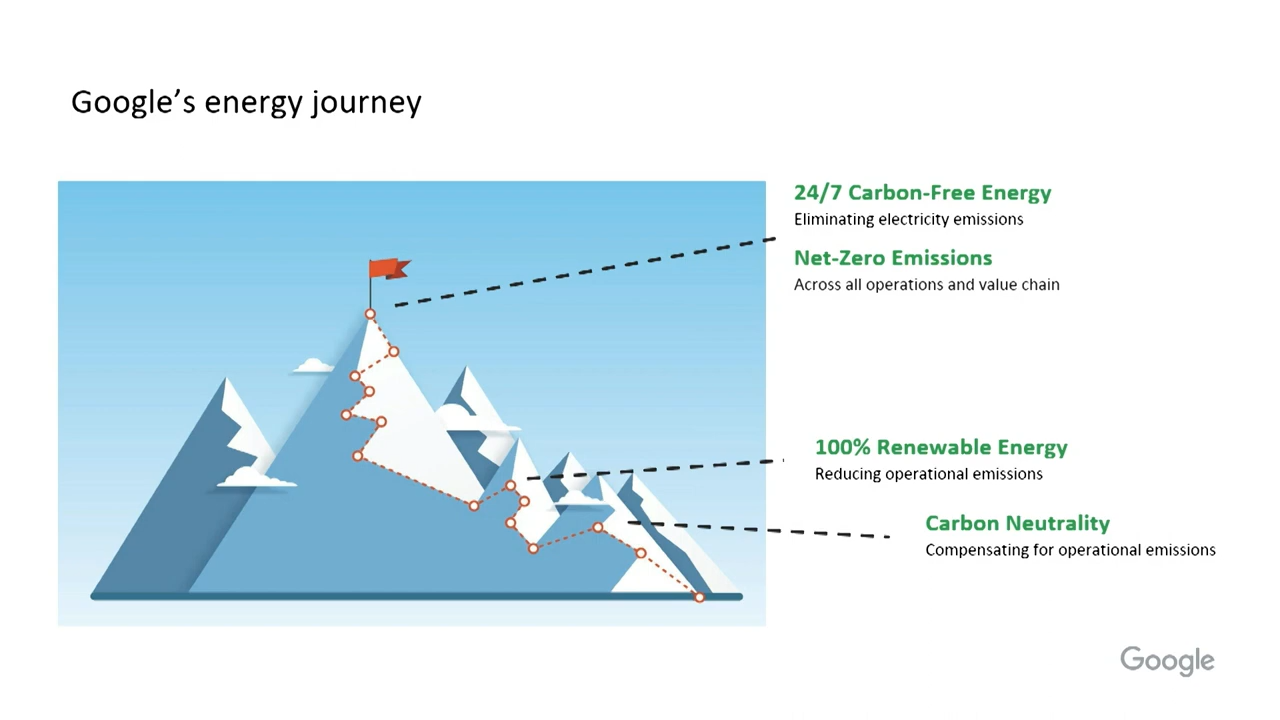 Google’s energy journey
24/7 Carbon-Free Energy
Eliminating electricity emissions
Net-Zero Emissions
Across all operations and value chain
100% Renewable Energy
Reducing operational emissions
Carbon Neutrality
Compensating for operational emissions
Google